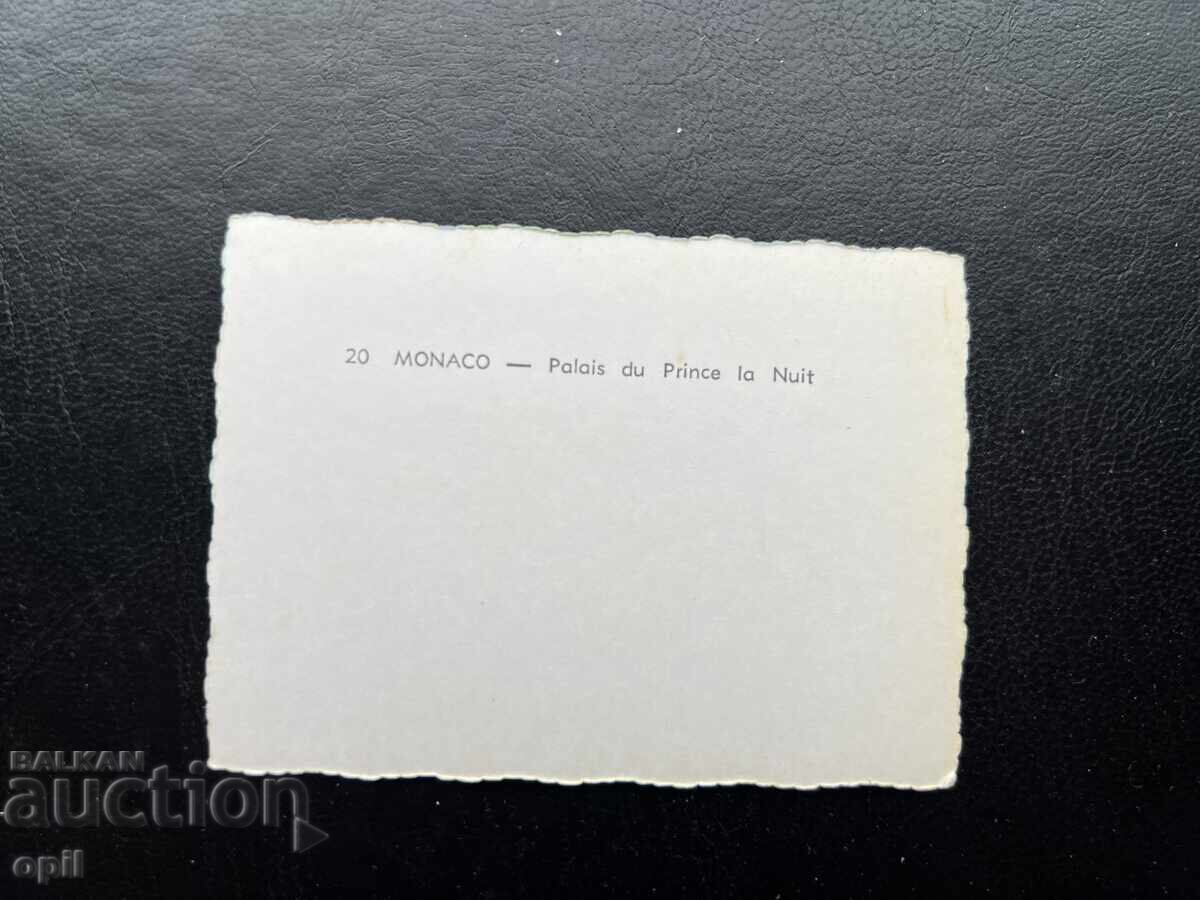 20 MONACO — Palais du Prince la Nuit
BALKAN
auction
opil